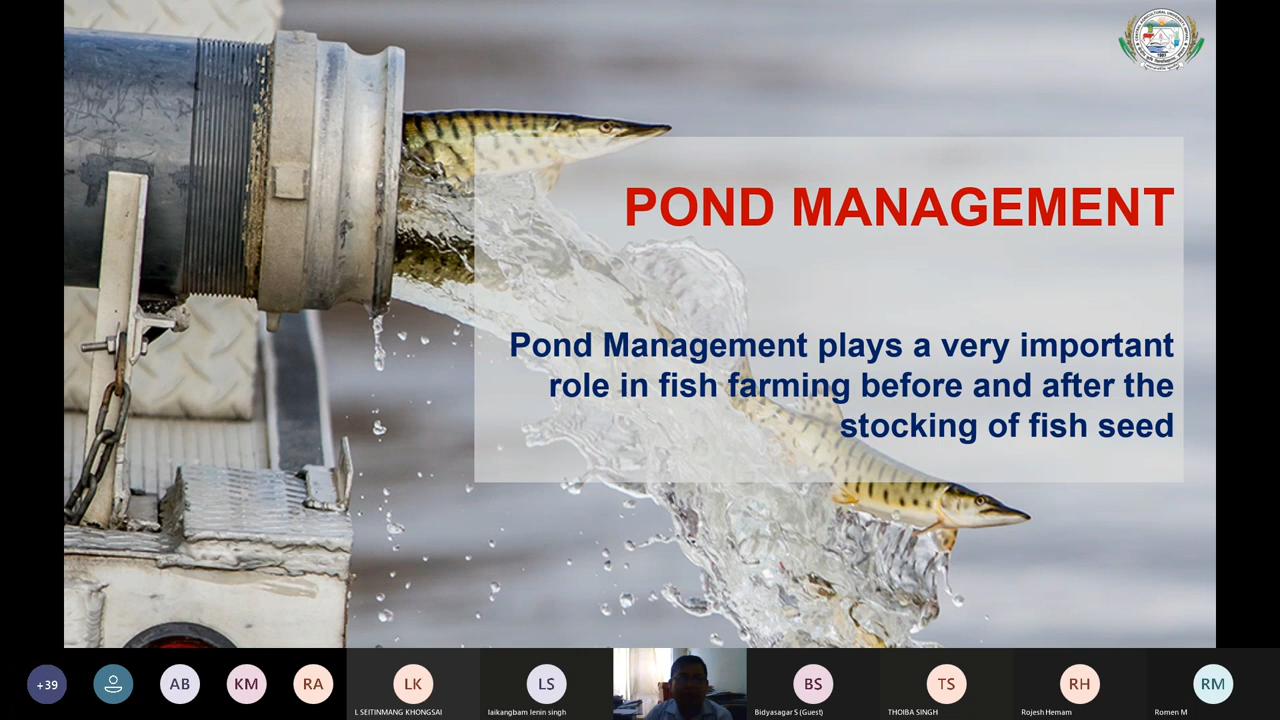 POND MANAGEMENT
Pond Management plays a very important
role in fish farming before and after the
stocking of fish seed
+39
AB
KM
RA
LK
LS
BS
TS
RH
RM
L SEITINMANG KHONGSAI
laikangbam lenin singh
Bidyasagar S (Guest)
THOIBA SINGH
Rojesh Hemam
Romen M